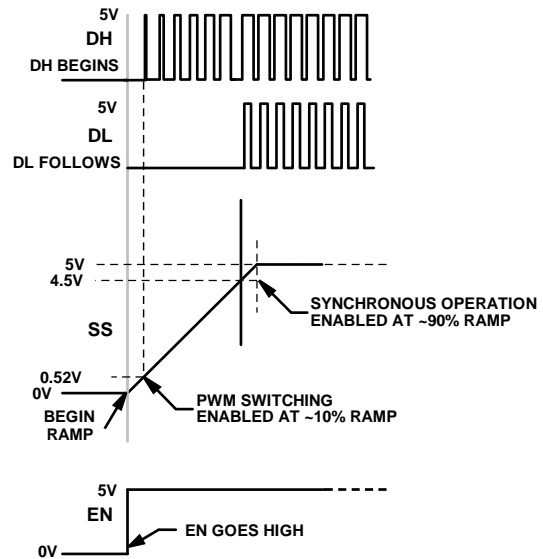 5V
DH
DH BEGINS
5V
DL
DL FOLLOWS
5V
4.5V
SYNCHRONOUS OPERATION
ENABLED AT ~90% RAMP
SS
0.52V
0V
PWM SWITCHING
ENABLED AT ~10% RAMP
BEGIN
RAMP
5V
EN
EN GOES HIGH
0V